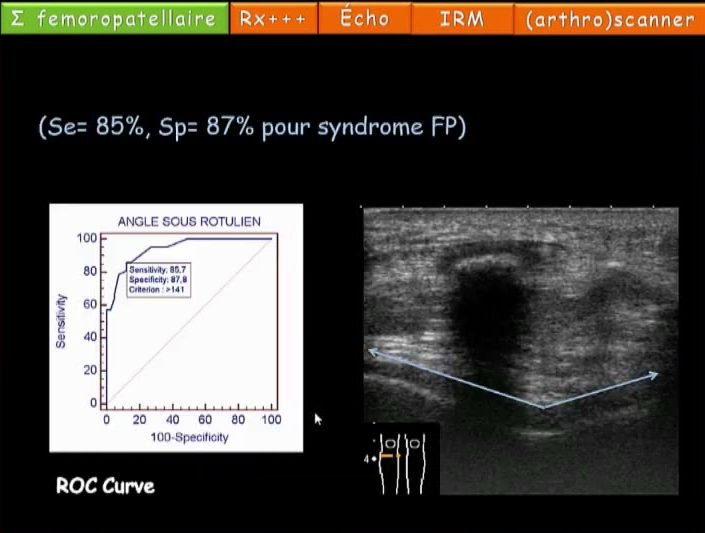 Σ femoropatellaire
Rx+++
Écho
IRM
(arthro)scanner
(Se= 85%, Sp= 87% pour syndrome FP)
ANGLE SOUS ROTULIEN
Sensitivity
100
80
60
40
20
0
Sensitivity: 85,7
Specificity: 87,8
Criterion : >141
0 20 40 60 80 100
100-Specificity
4
ROC Curve